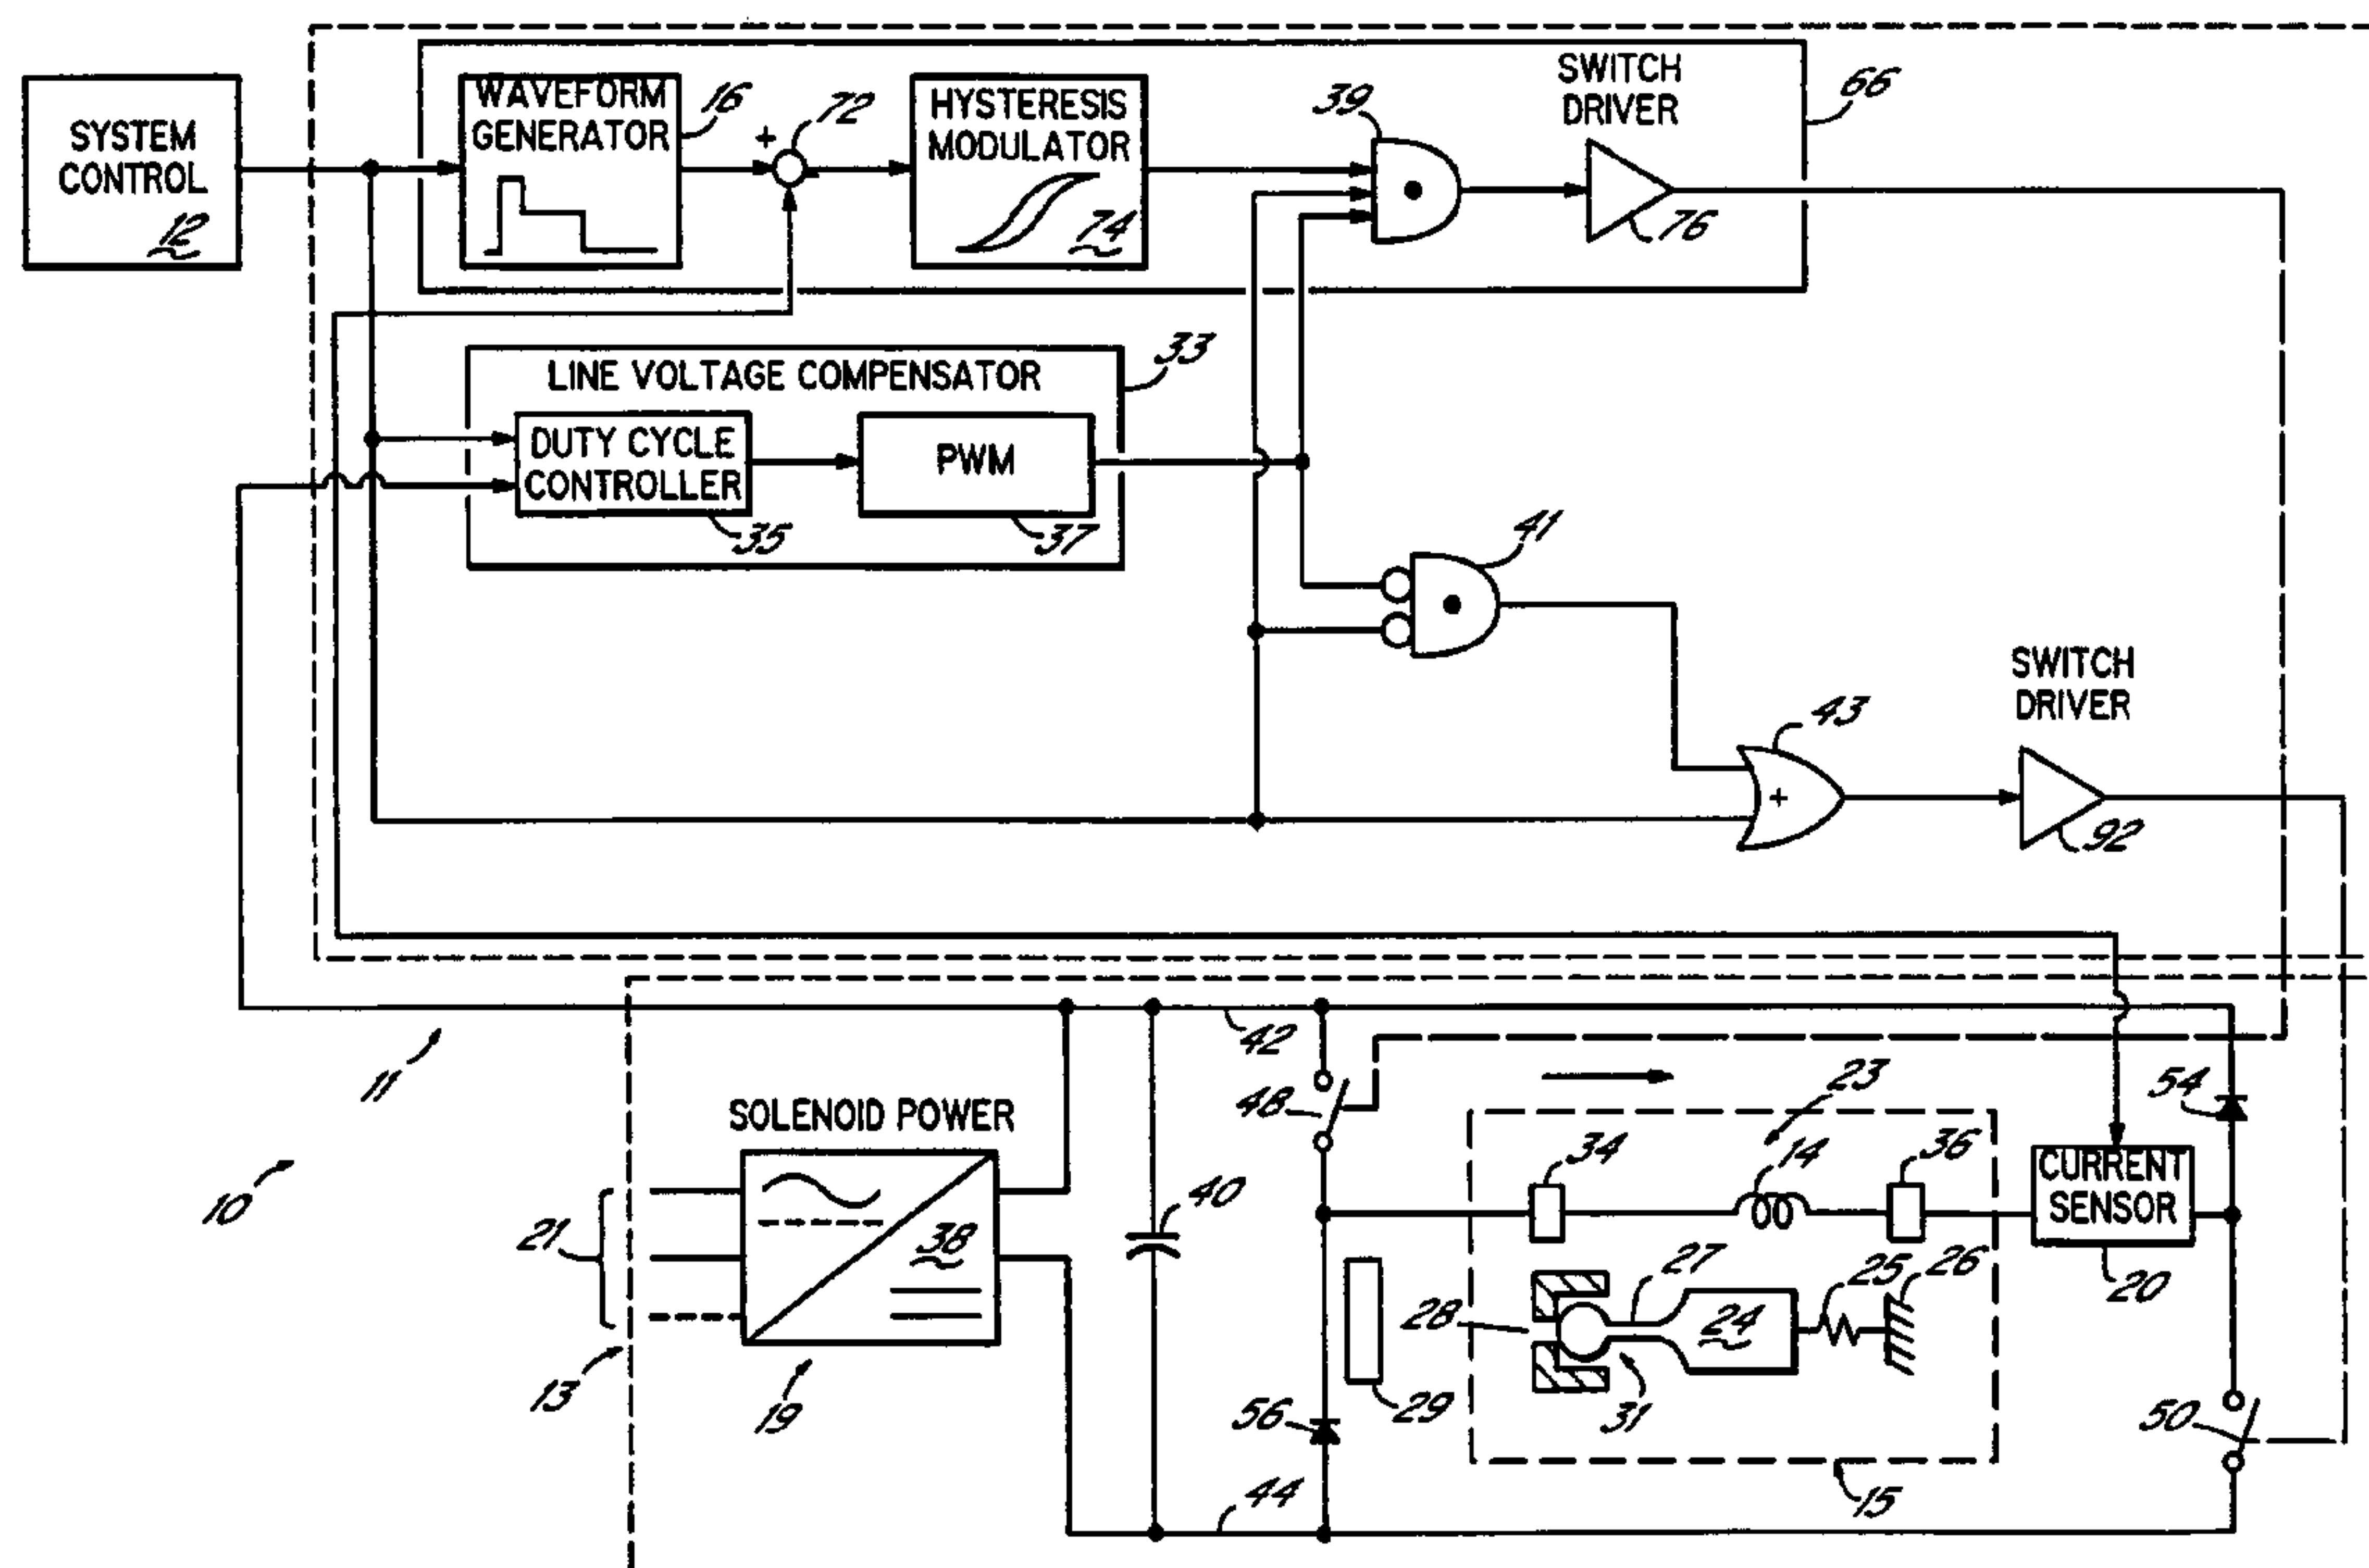 SYSTEM
CONTROL
12
WAVEFORM
GENERATOR
16
+
72
HYSTERESIS
MODULATOR
74
39
SWITCH
DRIVER
76
66
LINE VOLTAGE COMPENSATOR
33
DUTY CYCLE
CONTROLLER
35
PWM
37
41
43
+
SWITCH
DRIVER
92
11
10
42
SOLENOID POWER
21
38
13
19
40
48
23
34
14
36
54
CURRENT
SENSOR
20
28
27
24
25
26
29
31
56
50
44
15